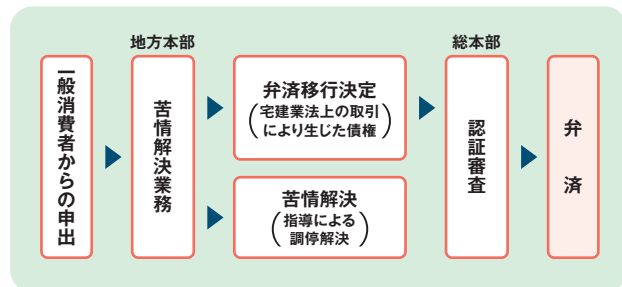 地方本部
総本部
一般消費者からの申出
苦情解決業務
弁済移行決定
(宅建業法上の取引
により生じた債権)
苦情解決
(指導による
調停解決)
認証審査
弁済